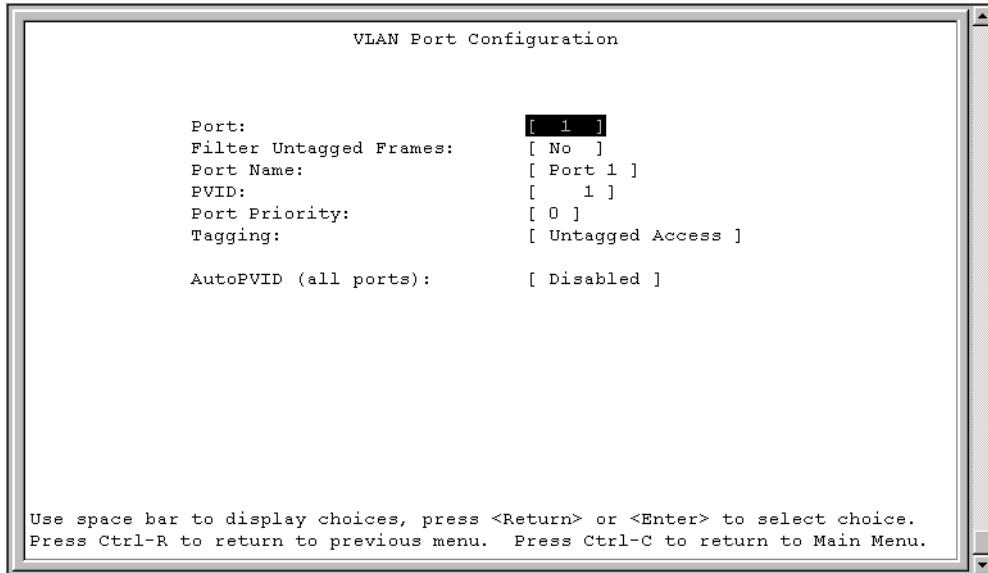 VLAN Port Configuration
Port: [ 1 ]
Filter Untagged Frames: [ No ]
Port Name: [ Port 1 ]
PVID: [ 1 ]
Port Priority: [ 0 ]
Tagging: [ Untagged Access ]
AutoPVID (all ports): [ Disabled ]
Use space bar to display choices, press <Return> or <Enter> to select choice.
Press Ctrl-R to return to previous menu. Press Ctrl-C to return to Main Menu.